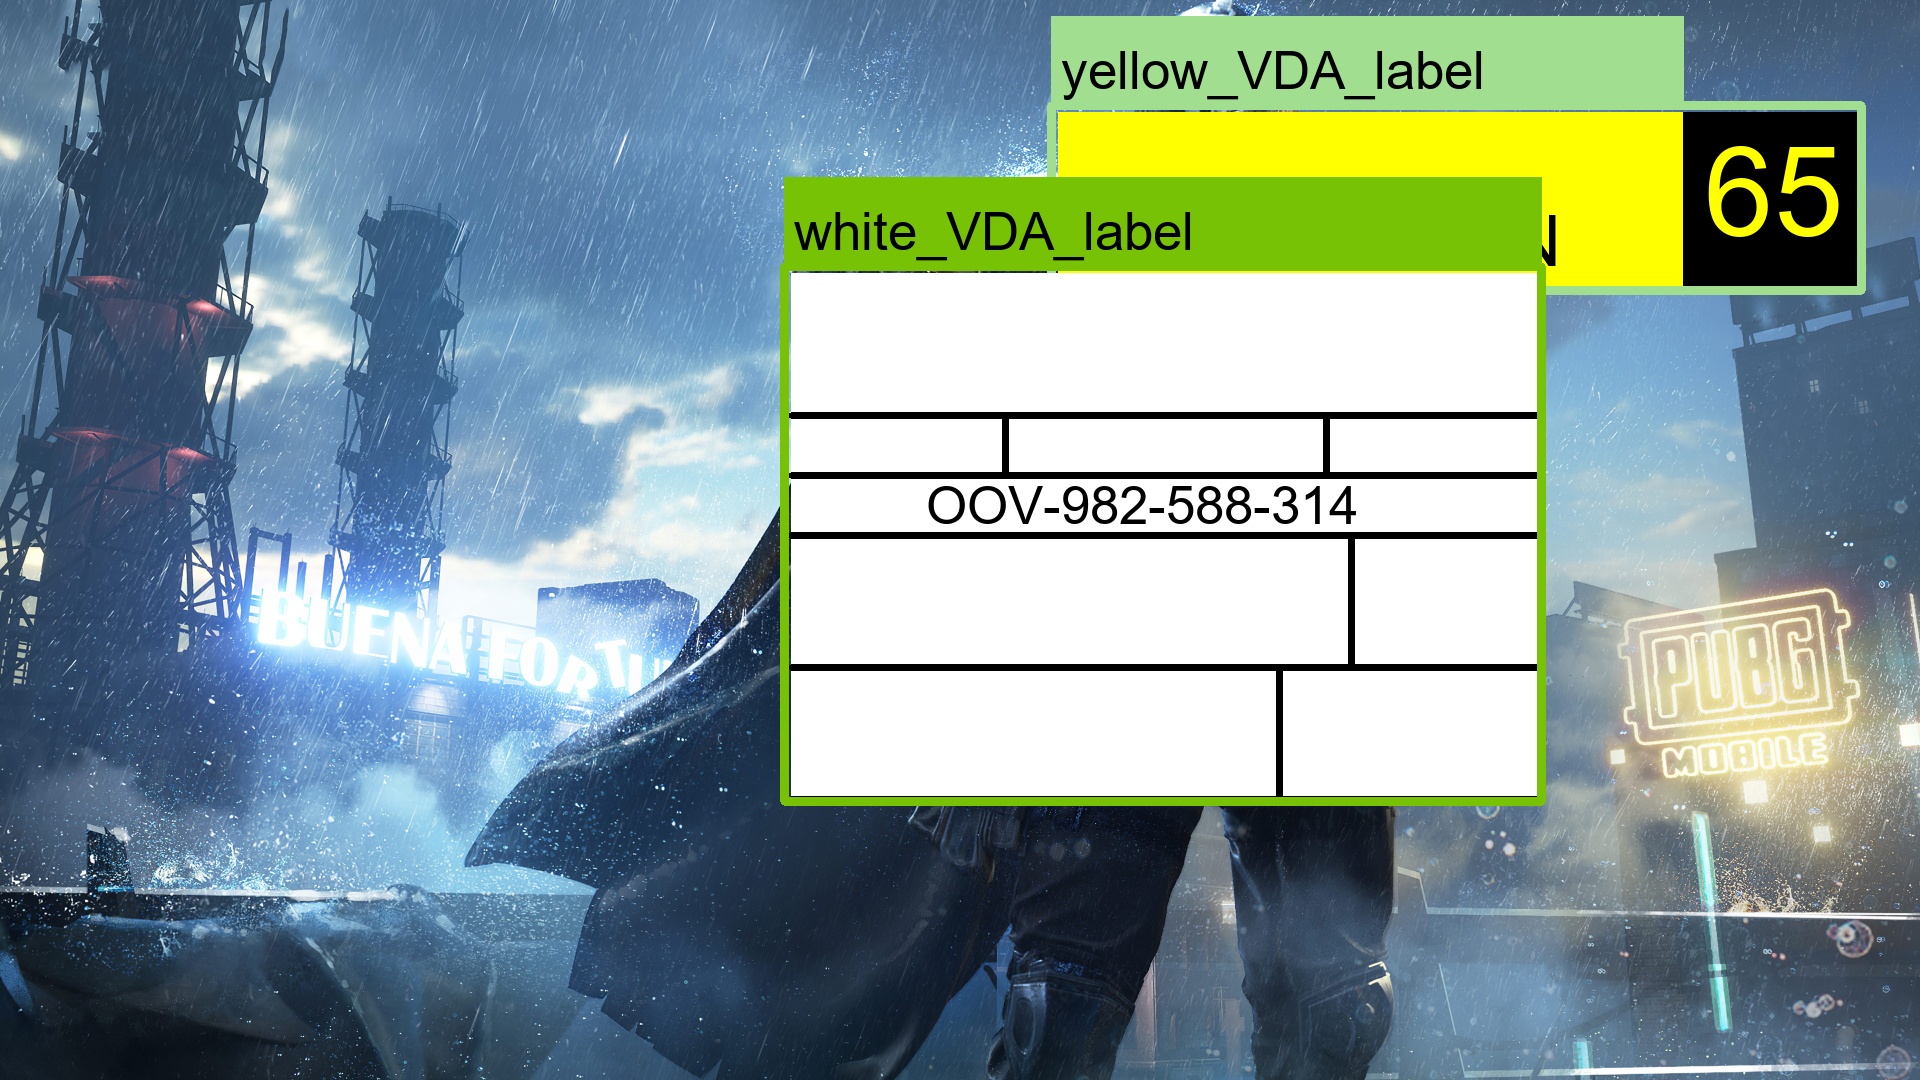 yellow_VDA_label
65
white_VDA_label
N
OOV-982-588-314
BUENA FORTU
PUBG
MOBILE